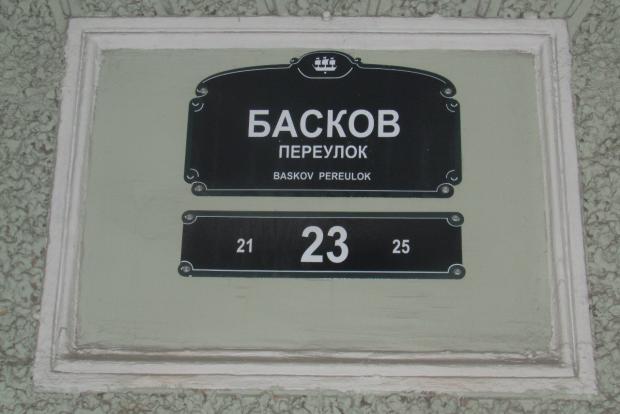 БАСКОВ
ПЕРЕУЛОК
BASKOV PEREULOK
21 23 25